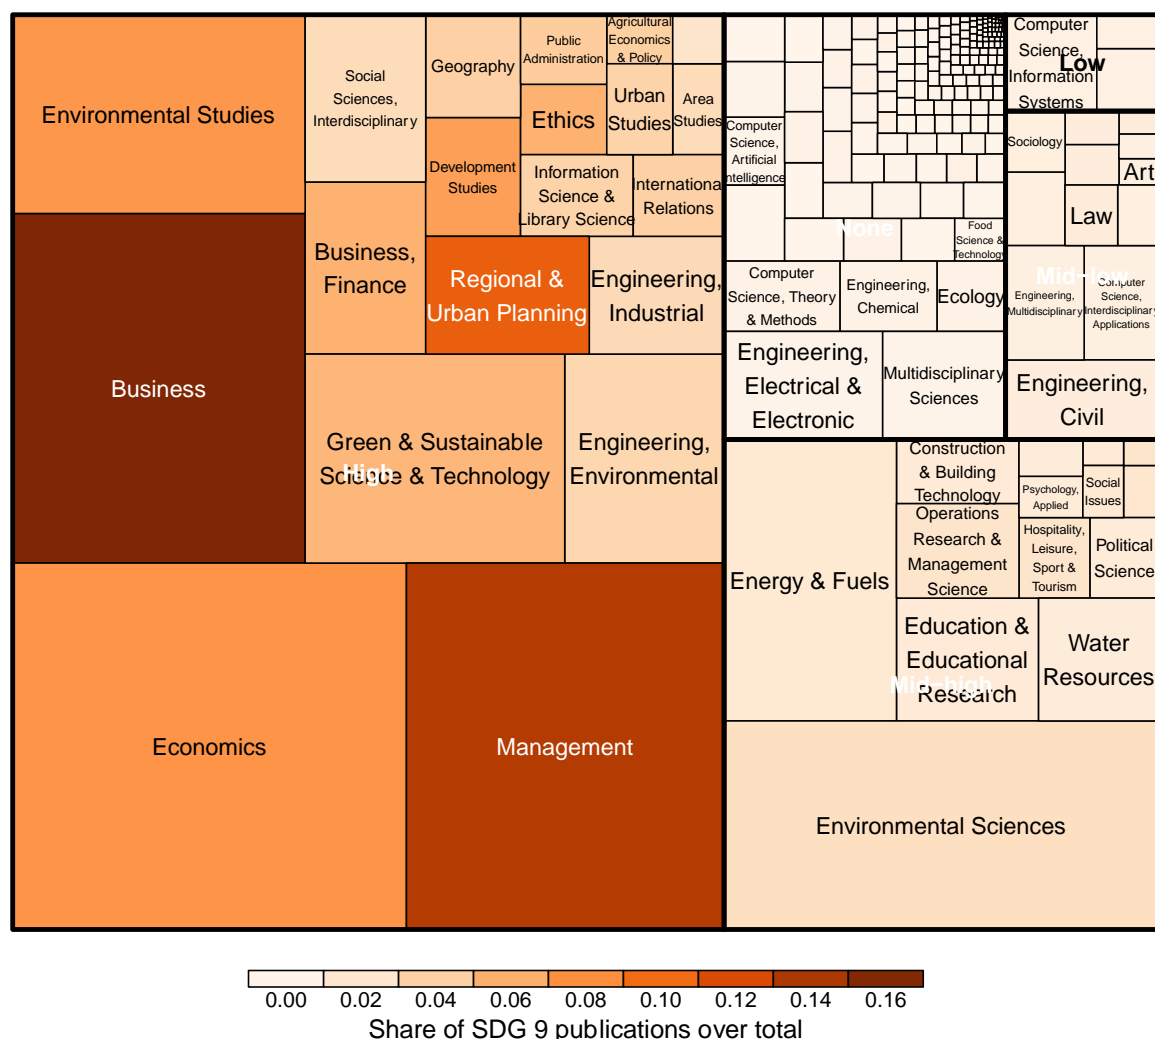 Environmental Studies
Business
Economics
Management
Social
Sciences,
Interdisciplinary
Business,
Finance
Geography
Development
Studies
Public
Administration
Agricultural
Economics
& Policy
Ethics
Urban
Studies
Area
Studies
Information
Science &
Library Science
International
Relations
Regional &
Urban Planning
Engineering,
Industrial
Green & Sustainable
Science & Technology
High
Engineering,
Environmental
Computer
Science,
Artificial
Intelligence
None
Food
Science &
Technology
Computer
Science, Theory
& Methods
Engineering,
Chemical
Ecology
Engineering,
Electrical &
Electronic
Multidisciplinary
Sciences
Computer
Science,
Information
Systems
Low
Sociology
Art
Law
Mid-low
Engineering,
Multidisciplinary
Computer
Science,
Interdisciplinary
Applications
Engineering,
Civil
Energy & Fuels
Construction
& Building
Technology
Operations
Research &
Management
Science
Psychology,
Applied
Social
Issues
Hospitality,
Leisure,
Sport &
Tourism
Political
Science
Education &
Educational
Research
Mid-high
Water
Resources
Environmental Sciences
0.00 0.02 0.04 0.06 0.08 0.10 0.12 0.14 0.16
Share of SDG 9 publications over total